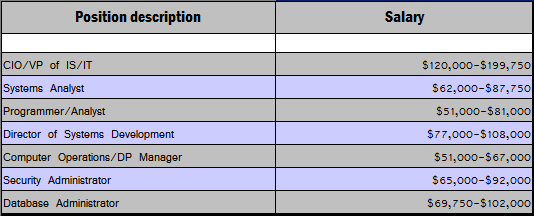 Position description Salary
CIO/VP of IS/IT $120,000-$199,750
Systems Analyst $62,000-$87,750
Programmer/Analyst $51,000-$81,000
Director of Systems Development $77,000-$108,000
Computer Operations/DP Manager $51,000-$67,000
Security Administrator $65,000-$92,000
Database Administrator $69,750-$102,000